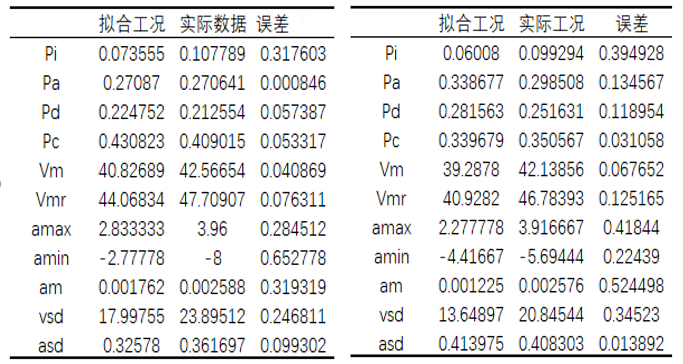 拟合工况 实际数据 误差
Pi 0.073555 0.107789 0.317603
Pa 0.27087 0.270641 0.000846
Pd 0.224752 0.212554 0.057387
Pc 0.430823 0.409015 0.053317
Vm 40.82689 42.56654 0.040869
Vmr 44.06834 47.70907 0.076311
amax 2.833333 3.96 0.284512
amin -2.77778 -8 0.652778
am 0.001762 0.002588 0.319319
vsd 17.99755 23.89512 0.246811
asd 0.32578 0.361697 0.099302
拟合工况 实际工况 误差
Pi 0.06008 0.099294 0.394928
Pa 0.338677 0.298508 0.134567
Pd 0.281563 0.251631 0.118954
Pc 0.339679 0.350567 0.031058
Vm 39.2878 42.13856 0.067652
Vmr 40.9282 46.78393 0.125165
amax 2.277778 3.916667 0.41844
amin -4.41667 -5.69444 0.22439
am 0.001225 0.002576 0.524498
vsd 13.64897 20.84544 0.34523
asd 0.413975 0.408303 0.013892